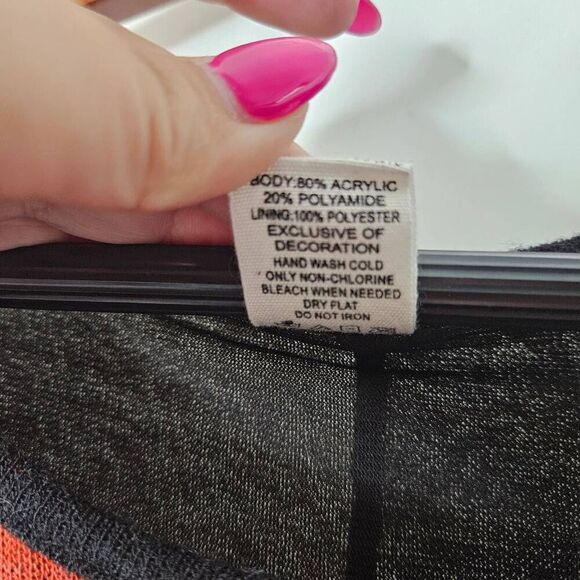 BODY:80% ACRYLIC
20% POLYAMIDE
LINING:100% POLYESTER
EXCLUSIVE OF
DECORATION
HAND WASH COLD
ONLY NON-CHLORINE
BLEACH WHEN NEEDED
DRY FLAT
DO NOT IRON